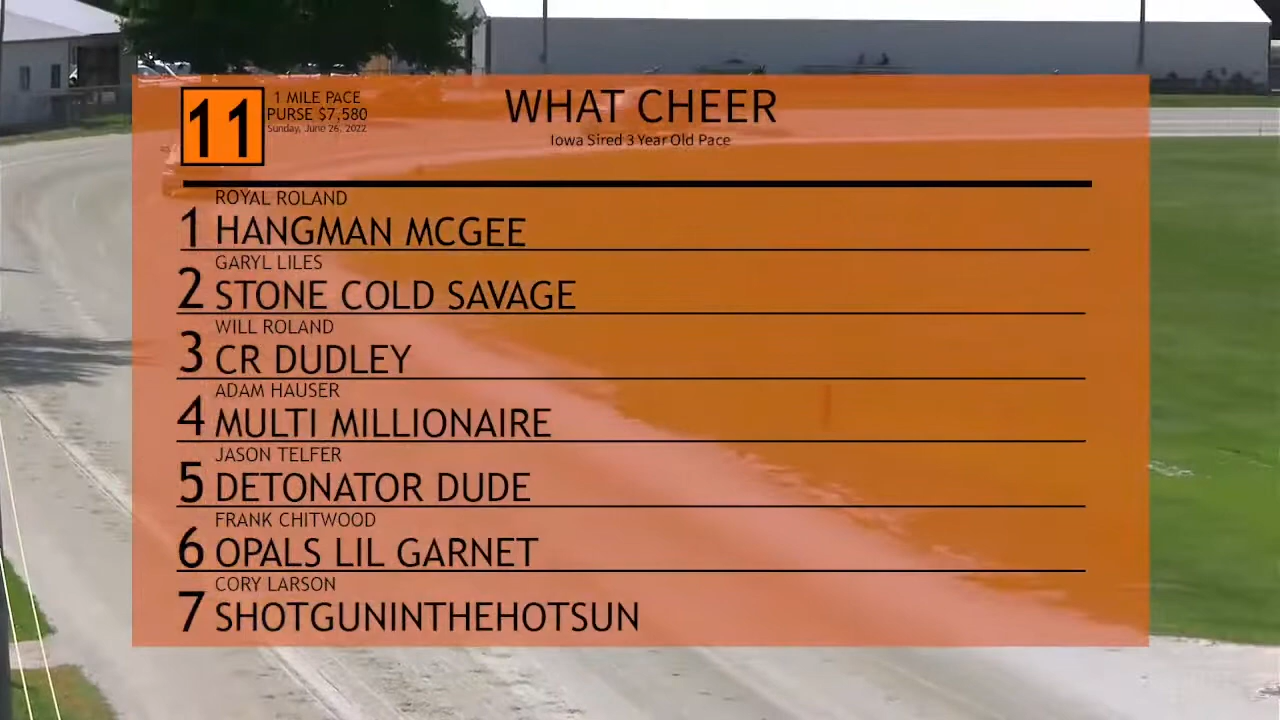 11
1 MILE PACE
PURSE $7,580
Sunday, June 26, 2022
WHAT CHEER
Iowa Sired 3 Year Old Pace
ROYAL ROLAND
1 HANGMAN MCGEE
GARYL LILES
2 STONE COLD SAVAGE
WILL ROLAND
3 CR DUDLEY
ADAM HAUSER
4 MULTI MILLIONAIRE
JASON TELFER
5 DETONATOR DUDE
FRANK CHITWOOD
6 OPALS LIL GARNET
CORY LARSON
7 SHOTGUNINTHEHOTSUN